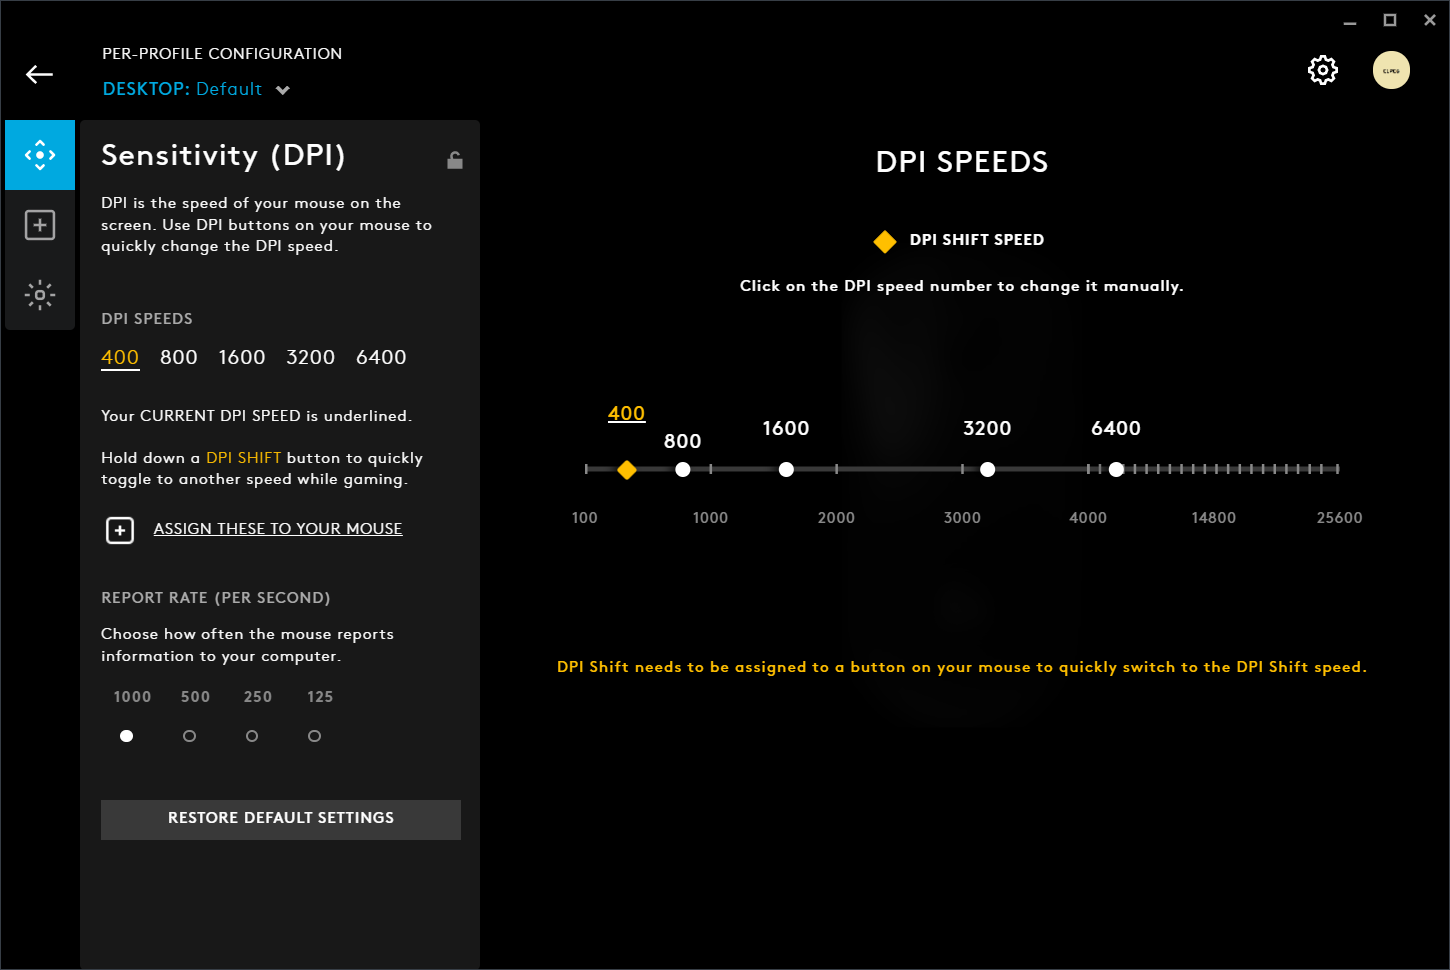 PER-PROFILE CONFIGURATION
DESKTOP: Default
CLPCG
Sensitivity (DPI)
DPI is the speed of your mouse on the
screen. Use DPI buttons on your mouse to
quickly change the DPI speed.
DPI SPEEDS
400 800 1600 3200 6400
Your CURRENT DPI SPEED is underlined.
Hold down a DPI SHIFT button to quickly
toggle to another speed while gaming.
ASSIGN THESE TO YOUR MOUSE
REPORT RATE (PER SECOND)
Choose how often the mouse reports
information to your computer.
1000 500 250 125
RESTORE DEFAULT SETTINGS
DPI SPEEDS
DPI SHIFT SPEED
Click on the DPI speed number to change it manually.
400 800 1600 3200 6400
100 1000 2000 3000 4000 14800 25600
DPI Shift needs to be assigned to a button on your mouse to quickly switch to the DPI Shift speed.